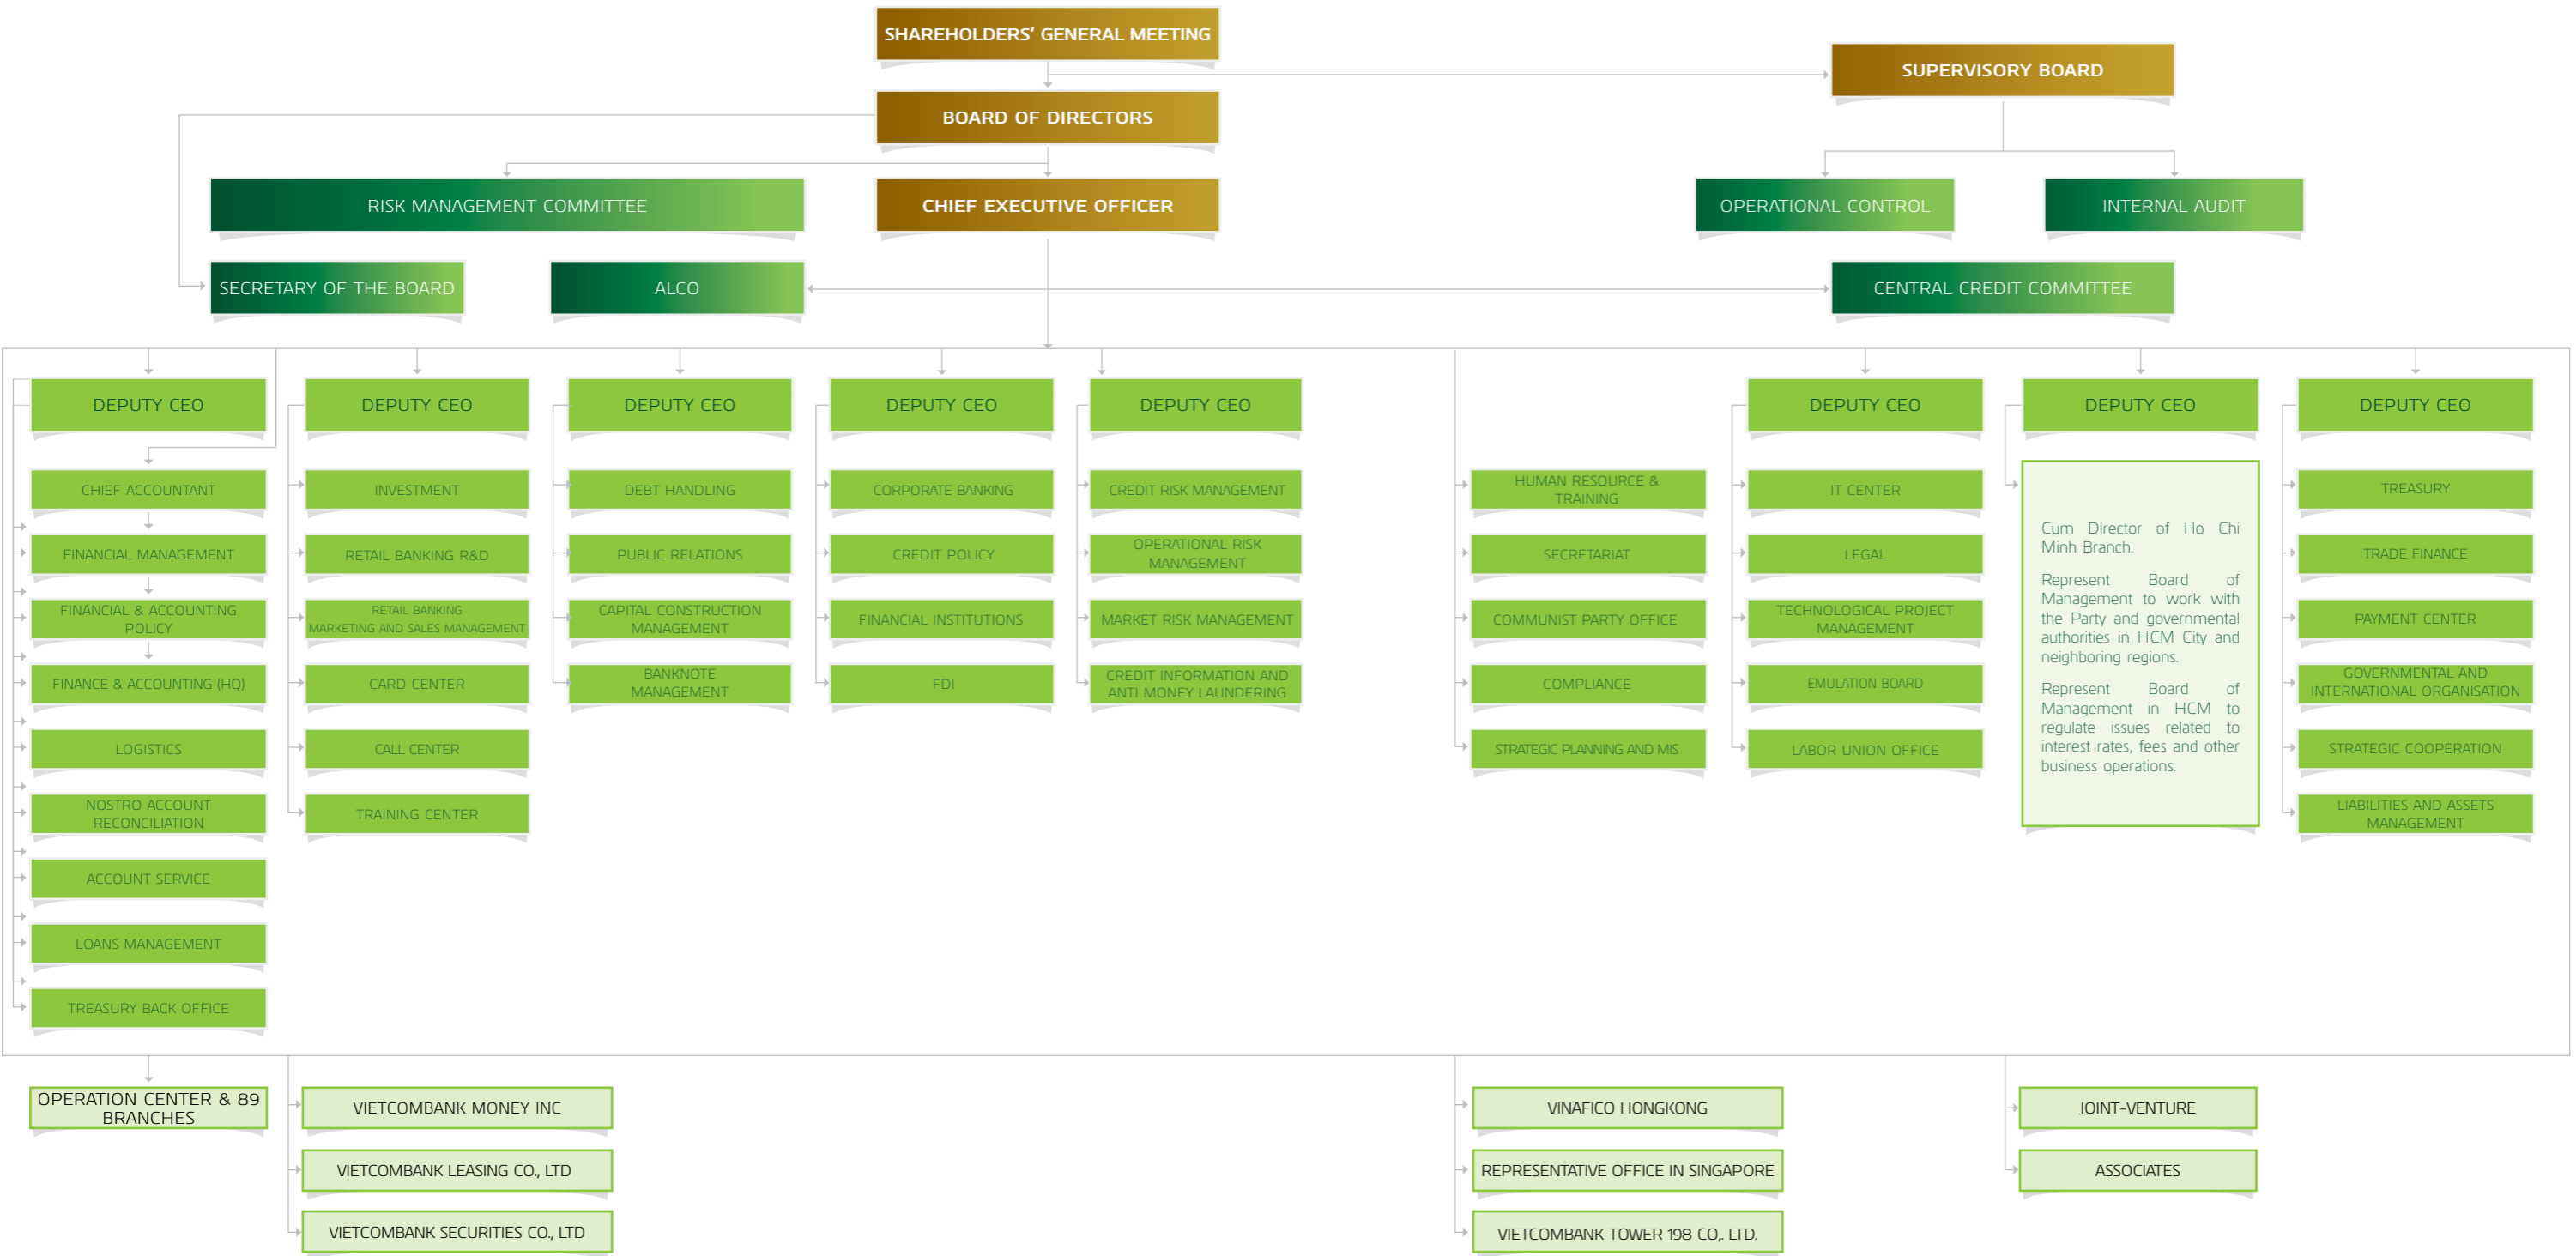 SHAREHOLDERS' GENERAL MEETING
SUPERVISORY BOARD
BOARD OF DIRECTORS
RISK MANAGEMENT COMMITTEE
CHIEF EXECUTIVE OFFICER
OPERATIONAL CONTROL
INTERNAL AUDIT
SECRETARY OF THE BOARD
ALCO
CENTRAL CREDIT COMMITTEE
DEPUTY CEO
CHIEF ACCOUNTANT
FINANCIAL MANAGEMENT
FINANCIAL & ACCOUNTING
POLICY
FINANCE & ACCOUNTING (HQ)
LOGISTICS
NOSTRO ACCOUNT
RECONCILIATION
ACCOUNT SERVICE
LOANS MANAGEMENT
TREASURY BACK OFFICE
DEPUTY CEO
INVESTMENT
RETAIL BANKING R&D
RETAIL BANKING
MARKETING AND SALES MANAGEMENT
CARD CENTER
CALL CENTER
TRAINING CENTER
DEPUTY CEO
DEBT HANDLING
PUBLIC RELATIONS
CAPITAL CONSTRUCTION
MANAGEMENT
BANKNOTE
MANAGEMENT
DEPUTY CEO
CORPORATE BANKING
CREDIT POLICY
FINANCIAL INSTITUTIONS
FDI
DEPUTY CEO
CREDIT RISK MANAGEMENT
OPERATIONAL RISK
MANAGEMENT
MARKET RISK MANAGEMENT
CREDIT INFORMATION AND
ANTI MONEY LAUNDERING
HUMAN RESOURCE &
TRAINING
SECRETARIAT
COMMUNIST PARTY OFFICE
COMPLIANCE
STRATEGIC PLANNING AND MIS
DEPUTY CEO
IT CENTER
LEGAL
TECHNOLOGICAL PROJECT
MANAGEMENT
EMULATION BOARD
LABOR UNION OFFICE
DEPUTY CEO
Cum Director of Ho Chi
Minh Branch.
Represent Board of
Management to work with
the Party and governmental
authorities in HCM City and
neighboring regions.
Represent Board of
Management in HCM to
regulate issues related to
interest rates, fees and other
business operations.
DEPUTY CEO
TREASURY
TRADE FINANCE
PAYMENT CENTER
GOVERNMENTAL AND
INTERNATIONAL ORGANISATION
STRATEGIC COOPERATION
LIABILITIES AND ASSETS
MANAGEMENT
OPERATION CENTER & 89
BRANCHES
VIETCOMBANK MONEY INC
VIETCOMBANK LEASING CO., LTD
VIETCOMBANK SECURITIES CO., LTD
VINAFICO HONGKONG
REPRESENTATIVE OFFICE IN SINGAPORE
VIETCOMBANK TOWER 198 CO,. LTD.
JOINT-VENTURE
ASSOCIATES